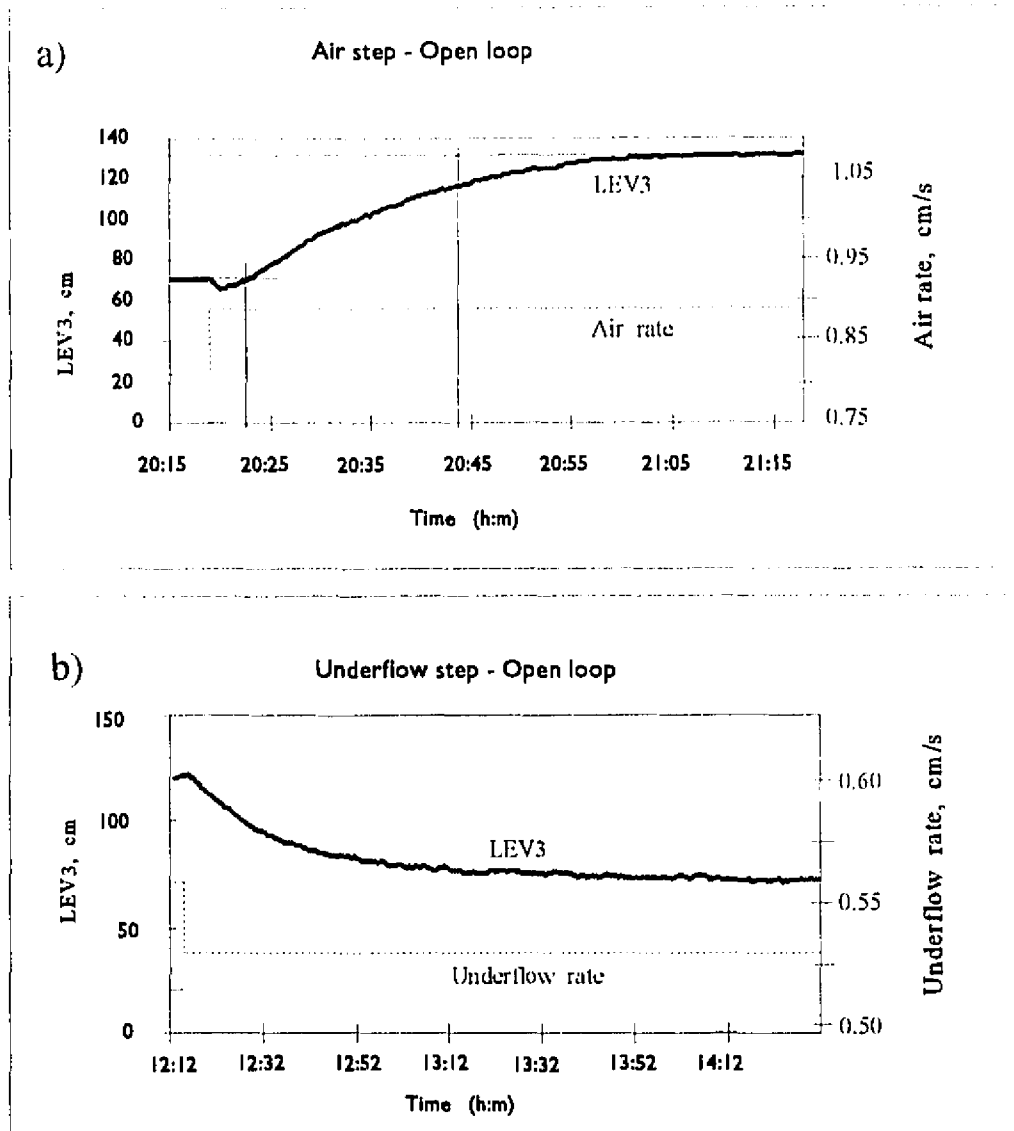 a)
Air step - Open loop
140
120
100
80
60
40
20
0
LEV3, cm
LEV3
Air rate
1.05
0.95
0.85
0.75
Air rate, cm/s
20:15 20:25 20:35 20:45 20:55 21:05 21:15
Time (h:m)
b)
Underflow step - Open loop
150
100
50
0
LEV3, cm
LEV3
Underflow rate
0.60
0.55
0.50
Underflow rate, cm/s
12:12 12:32 12:52 13:12 13:32 13:52 14:12
Time (h:m)